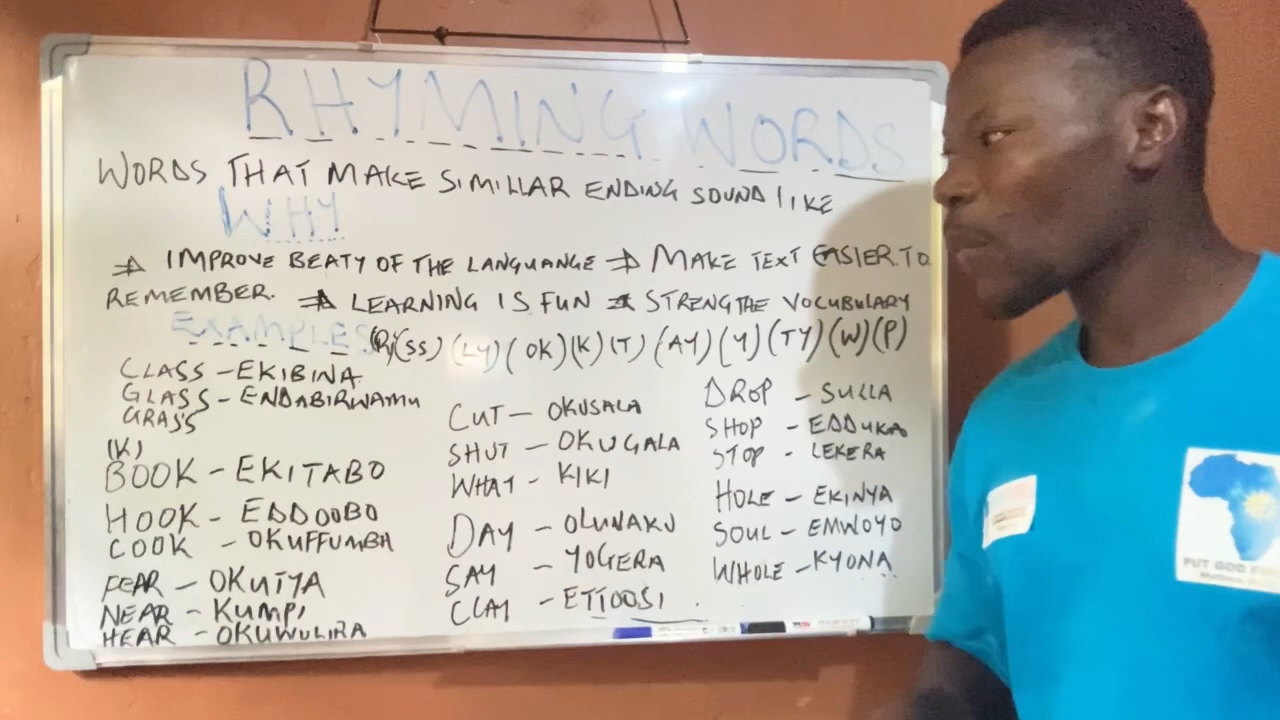 RHYMING WORDS
WORDS THAT MAKE SIMILLAR ENDING SOUND LIKE
WHY
⇒ IMPROVE BEATY OF THE LANGUANGE ⇒ MAKE TEXT EASIER TO
REMEMBER. ⇒ LEARNING IS FUN ⇒ STRENGTHE VOCUBULARY
EXAMPLES (R) (SS) (LY) (OK) (K) (T) (AY) (Y) (TY) (W) (P)
CLASS - EKIBINA
GLASS - ENDABIRWAMU
GRASS
(K)
BOOK - EKITABO
HOOK - EDDOOBO
COOK - OKUFFUMBA
FEAR - OKUTYA
NEAR - KUMPI
HEAR - OKUWULIRA
CUT - OKUSALA
SHUT - OKUGALA
WHAT - KIKI
DAY - OLUNAKU
SAY - YOGERA
CLAY - ETTOOSI
DROP - SULLA
SHOP - EDDUKA
STOP - LEKERA
HOLE - EKINYA
SOUL - EMWOYO
WHOLE - KYONA
PUT GOD